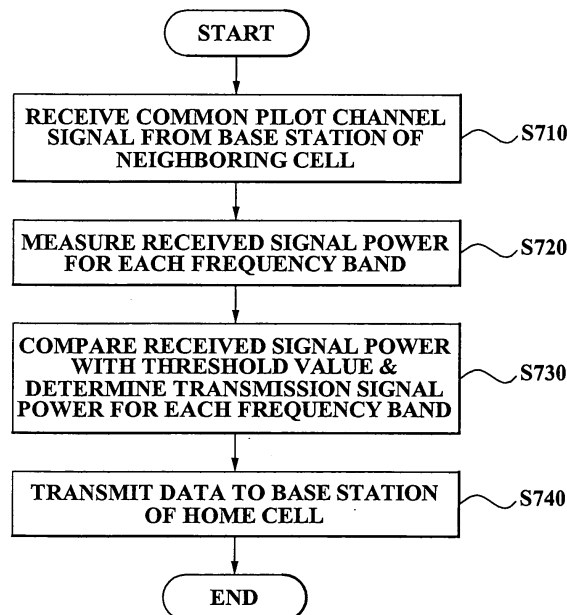 START
RECEIVE COMMON PILOT CHANNEL
SIGNAL FROM BASE STATION OF
NEIGHBORING CELL
S710
MEASURE RECEIVED SIGNAL POWER
FOR EACH FREQUENCY BAND
S720
COMPARE RECEIVED SIGNAL POWER
WITH THRESHOLD VALUE &
DETERMINE TRANSMISSION SIGNAL
POWER FOR EACH FREQUENCY BAND
S730
TRANSMIT DATA TO BASE STATION
OF HOME CELL
S740
END